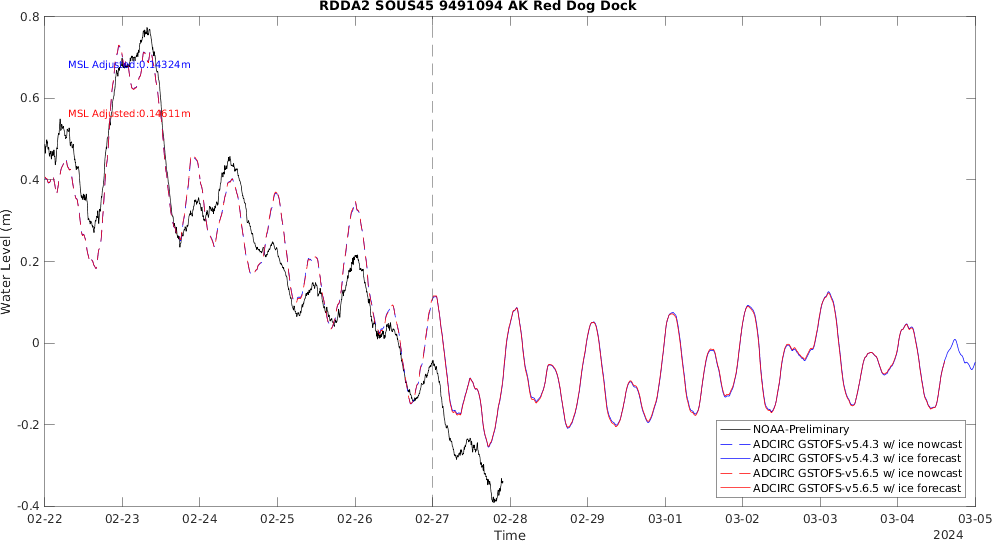 RDDA2 SOUS45 9491094 AK Red Dog Dock
Water Level (m)
0.8
0.6
0.4
0.2
0
-0.2
-0.4
MSL Adjusted:0.14324m
MSL Adjusted:0.14611m
NOAA-Preliminary
ADCIRC GSTOFS-v5.4.3 w/ ice nowcast
ADCIRC GSTOFS-v5.4.3 w/ ice forecast
ADCIRC GSTOFS-v5.6.5 w/ ice nowcast
ADCIRC GSTOFS-v5.6.5 w/ ice forecast
02-22 02-23 02-24 02-25 02-26 02-27 02-28 02-29 03-01 03-02 03-03 03-04 03-05
Time
2024